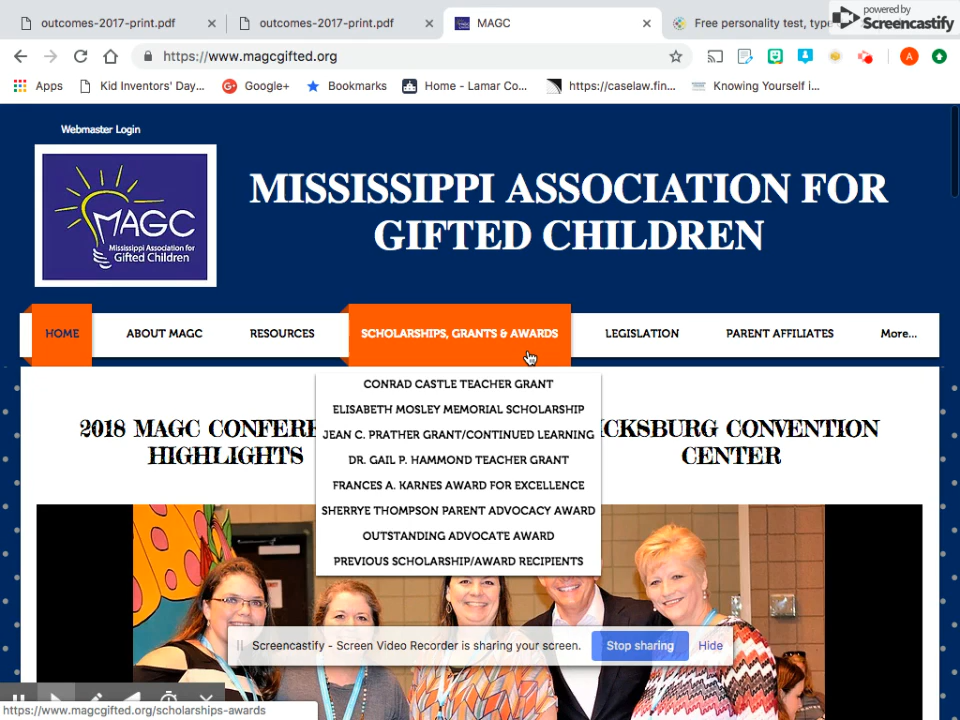 outcomes-2017-print.pdf
outcomes-2017-print.pdf
MAGC
Free personality test, type
powered by
Screencastify
https://www.magcgifted.org
A
Apps
Kid Inventors' Day...
Google+
Bookmarks
Home - Lamar Co...
https://caselaw.fin...
Knowing Yourself i...
Webmaster Login
MAGC
Mississippi Association for
Gifted Children
MISSISSIPPI ASSOCIATION FOR
GIFTED CHILDREN
HOME
ABOUT MAGC
RESOURCES
SCHOLARSHIPS, GRANTS & AWARDS
LEGISLATION
PARENT AFFILIATES
More...
CONRAD CASTLE TEACHER GRANT
ELISABETH MOSLEY MEMORIAL SCHOLARSHIP
JEAN C. PRATHER GRANT/CONTINUED LEARNING
DR. GAIL P. HAMMOND TEACHER GRANT
FRANCES A. KARNES AWARD FOR EXCELLENCE
SHERRYE THOMPSON PARENT ADVOCACY AWARD
OUTSTANDING ADVOCATE AWARD
PREVIOUS SCHOLARSHIP/AWARD RECIPIENTS
2018 MAGC CONFERE
HIGHLIGHTS
ICKSBURG CONVENTION
CENTER
Screencastify - Screen Video Recorder is sharing your screen.
Stop sharing
Hide
https://www.magcgifted.org/scholarships-awards